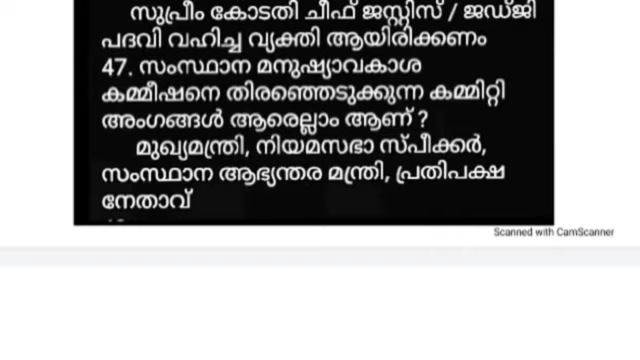 സുപ്രീം കോടതി ചീഫ് ജസ്റ്റിസ് / ജഡ്ജി
പദവി വഹിച്ച വ്യക്തി ആയിരിക്കണം
47. സംസ്ഥാന മനുഷ്യാവകാശ
കമ്മീഷനെ തിരഞ്ഞെടുക്കുന്ന കമ്മിറ്റി
അംഗങ്ങൾ ആരെല്ലാം ആണ് ?
മുഖ്യമന്ത്രി, നിയമസഭാ സ്പീക്കർ,
സംസ്ഥാന ആഭ്യന്തര മന്ത്രി, പ്രതിപക്ഷ
നേതാവ്
Scanned with CamScanner